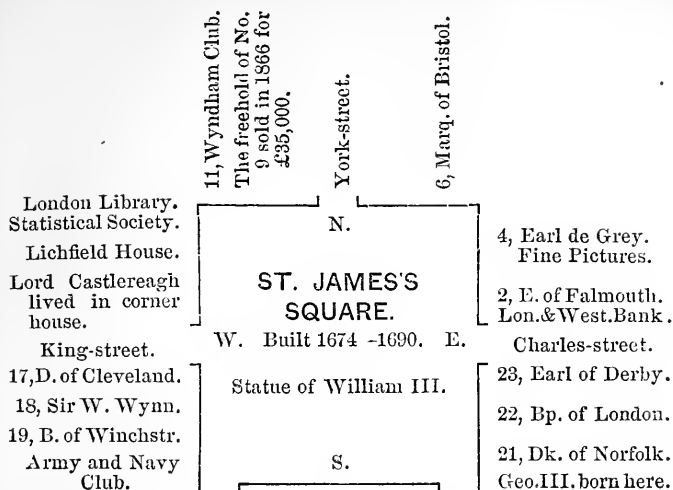 11, Wyndham Club.
The freehold of No.
9 sold in 1866 for
£35,000.
York-street.
6, Marq. of Bristol.
London Library.
Statistical Society.
Lichfield House.
Lord Castlereagh
lived in corner
house.
King-street.
17, D. of Cleveland.
18, Sir W. Wynn.
19, B. of Winchstr.
Army and Navy
Club.
N.
ST. JAMES'S
SQUARE.
W. Built 1674 -1690. E.
Statue of William III.
S.
4, Earl de Grey.
Fine Pictures.
2, E. of Falmouth.
Lon.&West.Bank.
Charles-street.
23, Earl of Derby.
22, Bp. of London.
21, Dk. of Norfolk.
Geo.III. born here.